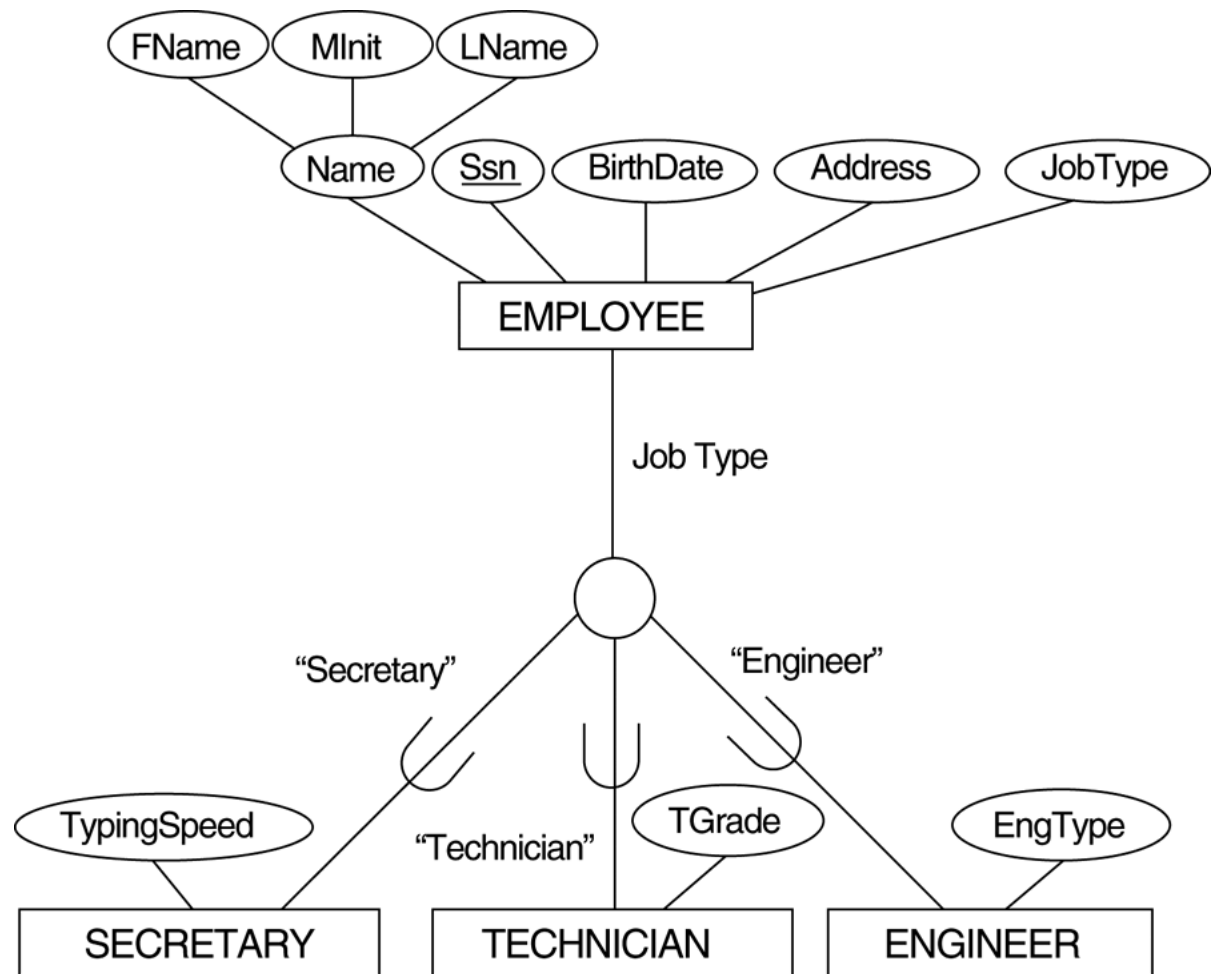 FName MInit LName
Name Ssn BirthDate Address JobType
EMPLOYEE
Job Type
“Secretary” “Engineer”
TypingSpeed “Technician” TGrade EngType
SECRETARY TECHNICIAN ENGINEER